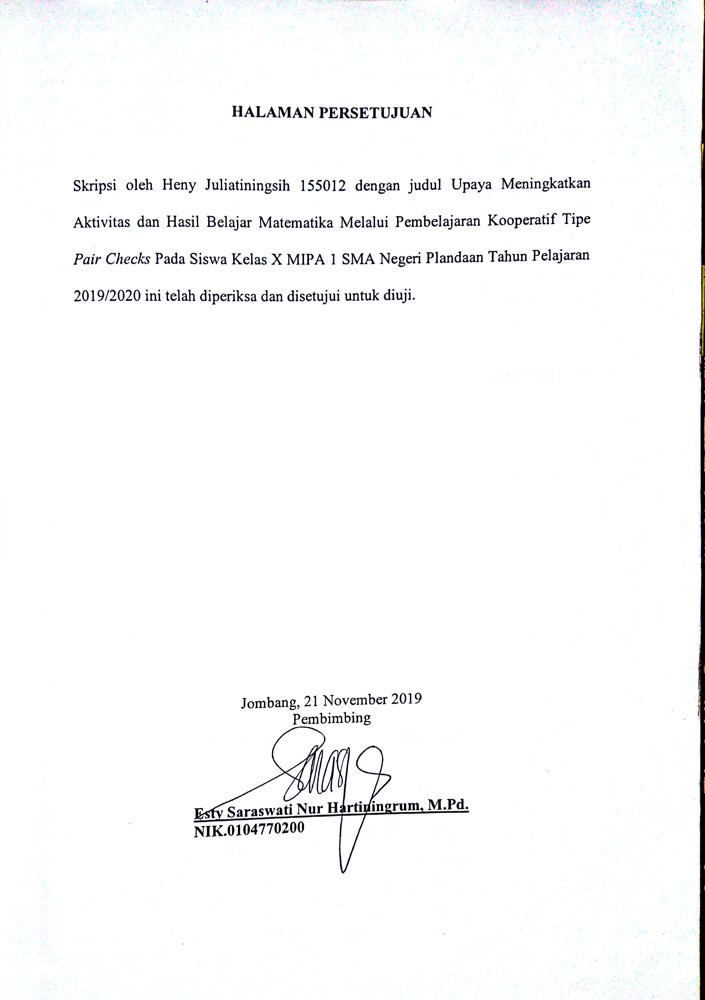 HALAMAN PERSETUJUAN
Skripsi oleh Heny Juliatiningsih 155012 dengan judul Upaya Meningkatkan
Aktivitas dan Hasil Belajar Matematika Melalui Pembelajaran Kooperatif Tipe
Pair Checks Pada Siswa Kelas X MIPA 1 SMA Negeri Plandaan Tahun Pelajaran
2019/2020 ini telah diperiksa dan disetujui untuk diuji.
Jombang, 21 November 2019
Pembimbing
Esty Saraswati Nur Hartiningrum, M.Pd.
NIK.0104770200